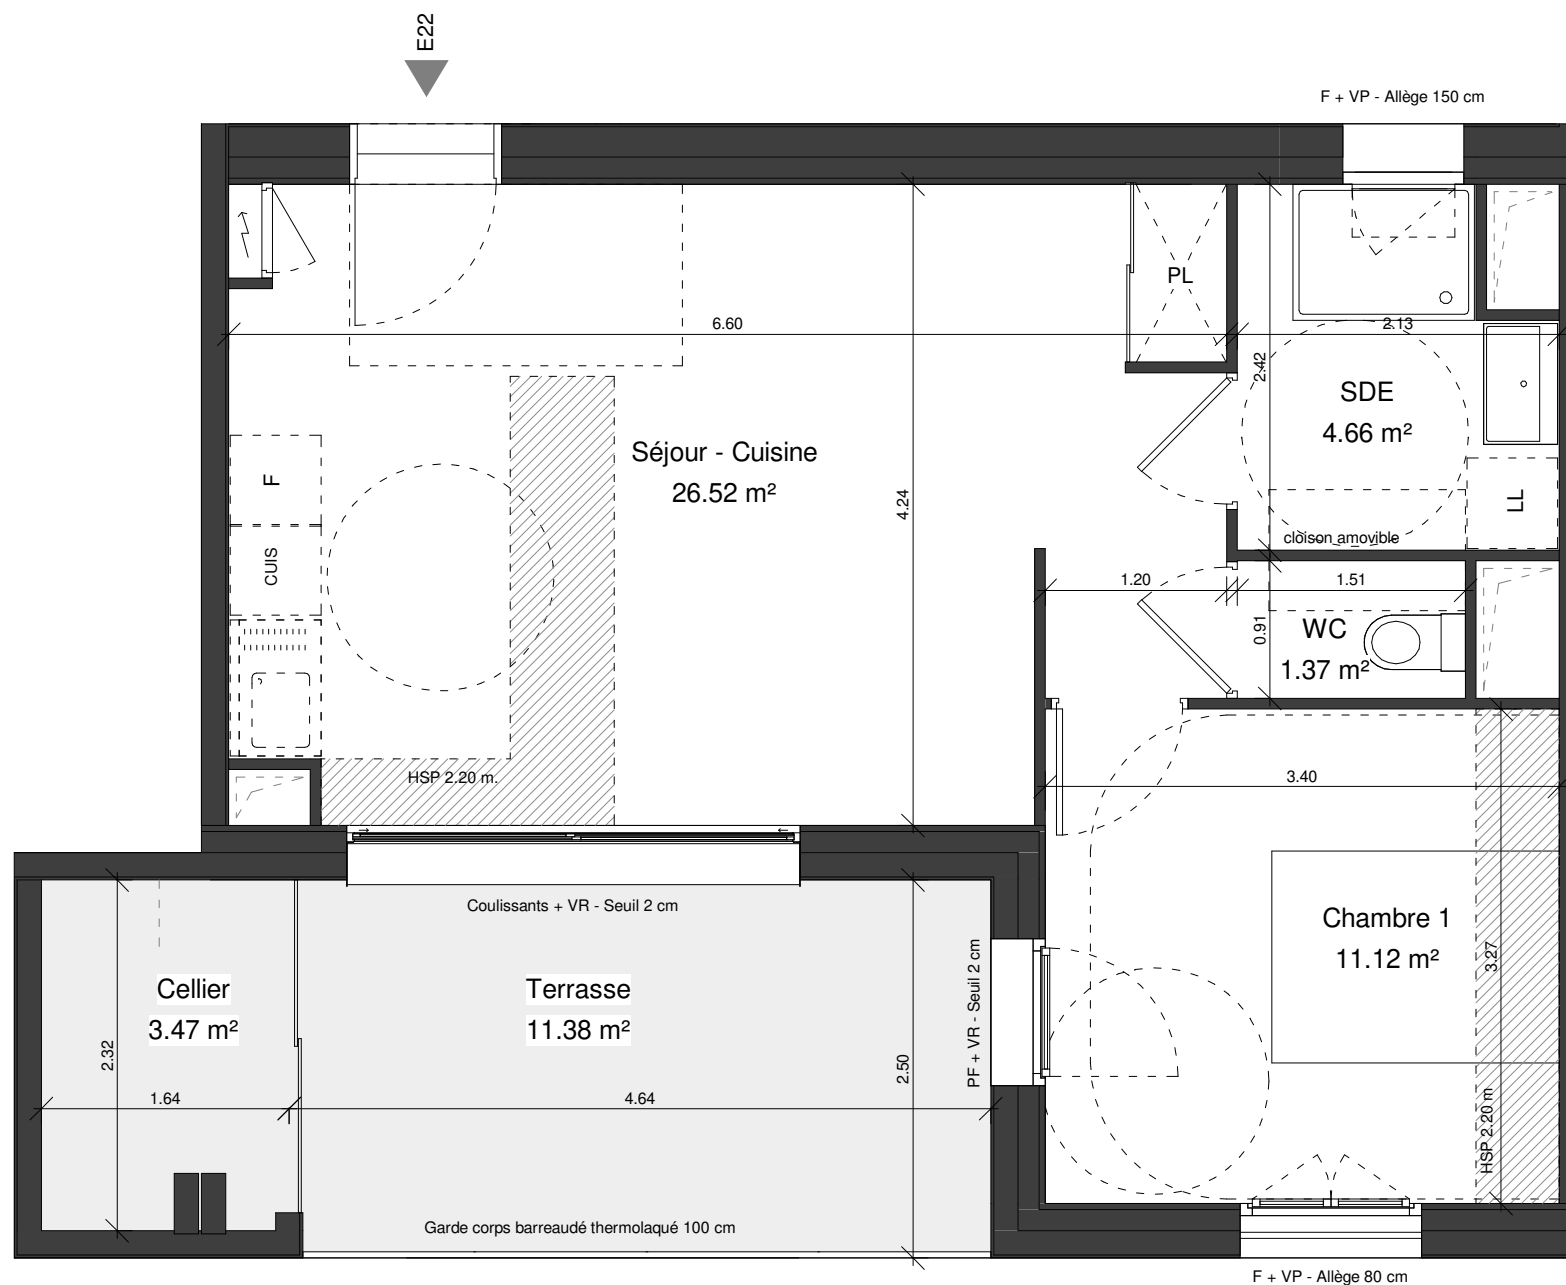 E22
F + VP - Allège 150 cm
PL
6.60
2.13
2.42
SDE
4.66 m²
Séjour - Cuisine
26.52 m²
4.24
F
CUIS
LL
cloison amovible
1.20
1.51
0.91
WC
1.37 m²
HSP 2.20 m.
3.40
Coulissants + VR - Seuil 2 cm
Chambre 1
11.12 m²
3.27
PF + VR - Seuil 2 cm
Cellier
3.47 m²
Terrasse
11.38 m²
2.32
2.50
1.64
4.64
HSP 2.20 m
Garde corps barreaudé thermolaqué 100 cm
F + VP - Allège 80 cm